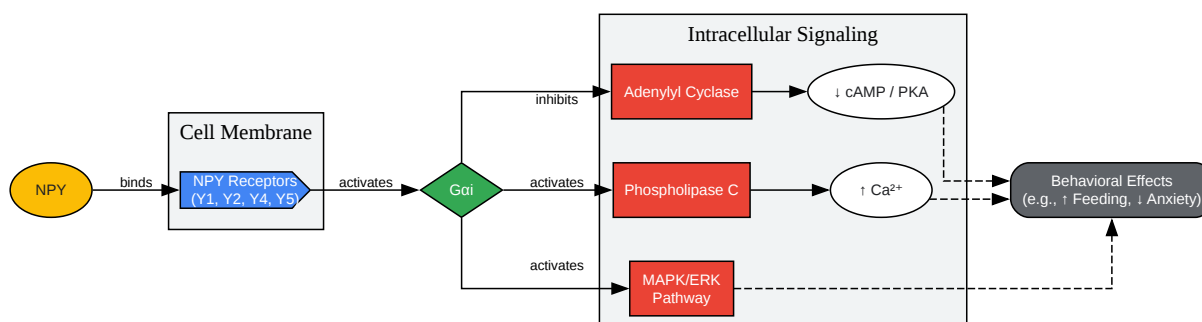 Intracellular Signaling
Adenylyl Cyclase
↓ cAMP / PKA
inhibits
Cell Membrane
NPY
binds
NPY Receptors
(Y1, Y2, Y4, Y5)
activates
Gαi
activates
Phospholipase C
↑ Ca²⁺
Behavioral Effects
(e.g., ↑ Feeding, ↓ Anxiety)
activates
MAPK/ERK
Pathway